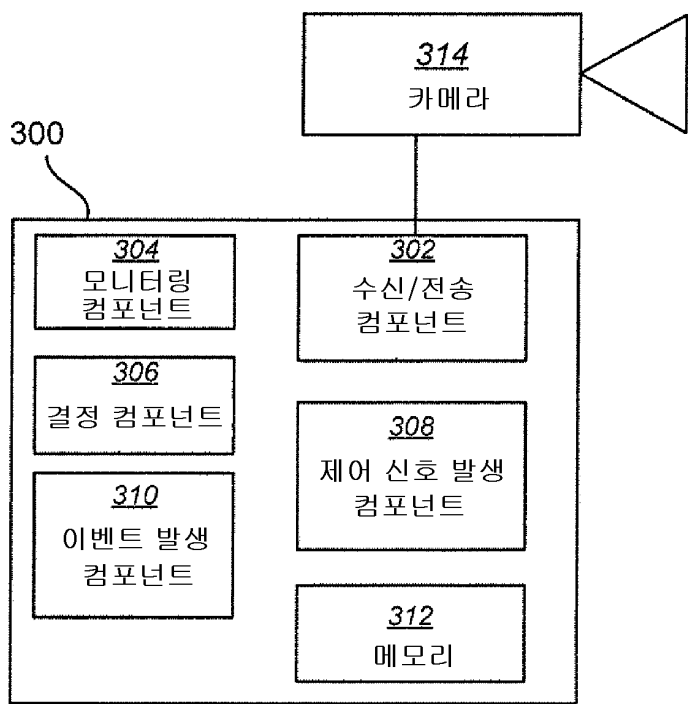 314
카메라
300
304
모니터링
컴포넌트
302
수신/전송
컴포넌트
306
결정 컴포넌트
308
제어 신호 발생
컴포넌트
310
이벤트 발생
컴포넌트
312
메모리